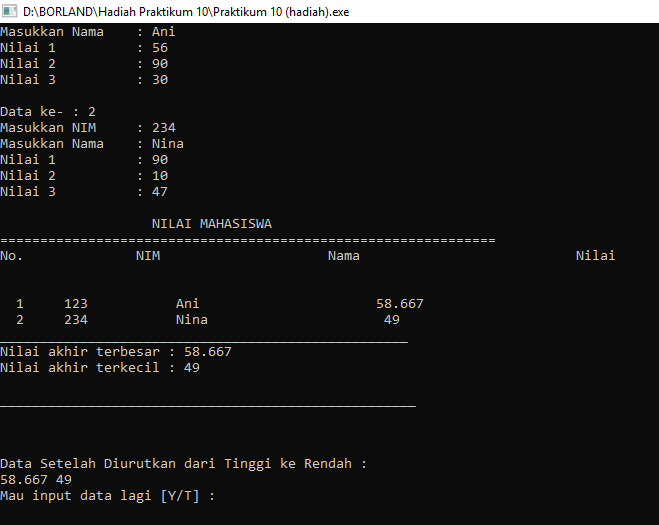 D:\BORLAND\Hadiah Praktikum 10\Praktikum 10 (hadiah).exe
Masukkan Nama    : Ani
Nilai 1          : 56
Nilai 2          : 90
Nilai 3          : 30
Data ke- : 2
Masukkan NIM     : 234
Masukkan Nama    : Nina
Nilai 1          : 90
Nilai 2          : 10
Nilai 3          : 47
NILAI MAHASISWA
==============================================================
No.              NIM                     Nama                           Nilai
1     123           Ani                      58.667
2     234           Nina                      49
___________________________________________________
Nilai akhir terbesar : 58.667
Nilai akhir terkecil : 49
____________________________________________________
Data Setelah Diurutkan dari Tinggi ke Rendah :
58.667 49
Mau input data lagi [Y/T] :